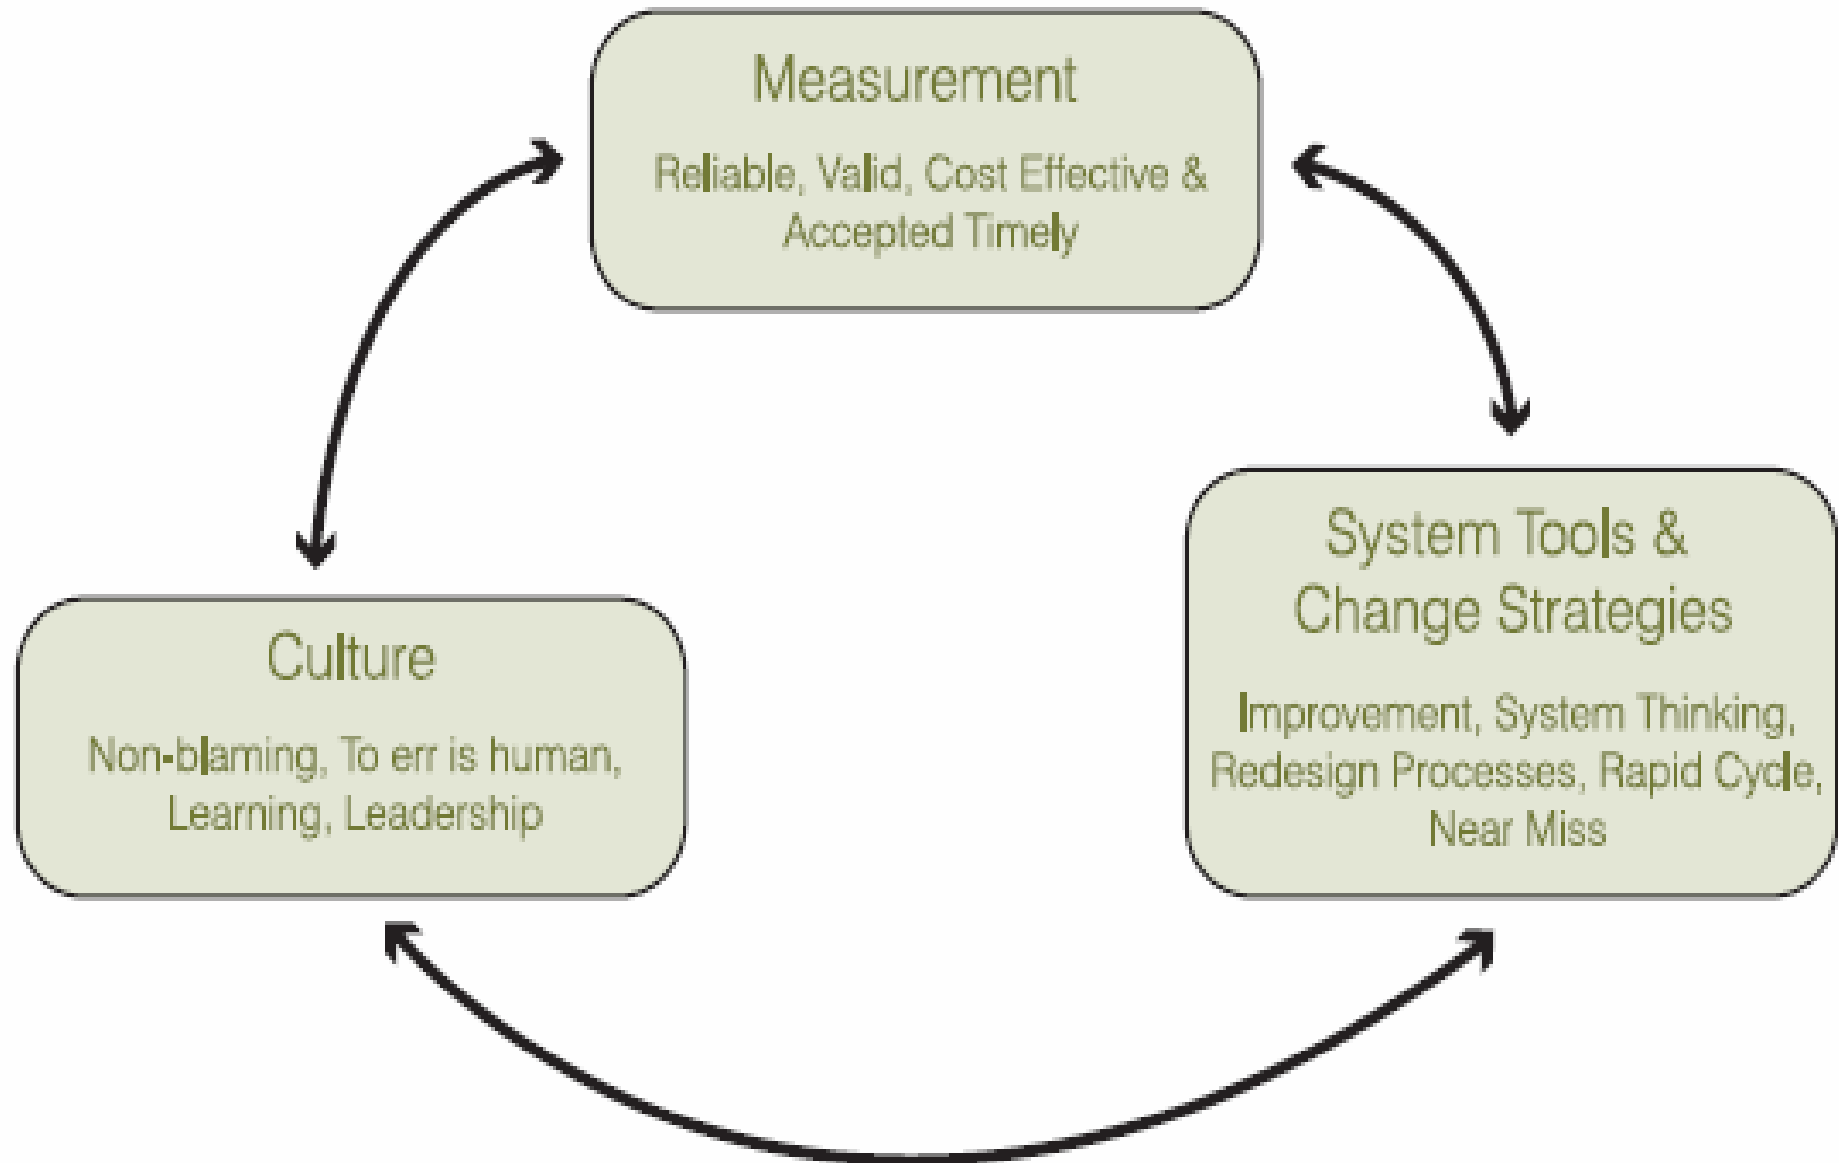 Measurement
Reliable, Valid, Cost Effective &
Accepted Timely
Culture
Non-blaming, To err is human,
Learning, Leadership
System Tools &
Change Strategies
Improvement, System Thinking,
Redesign Processes, Rapid Cycle,
Near Miss